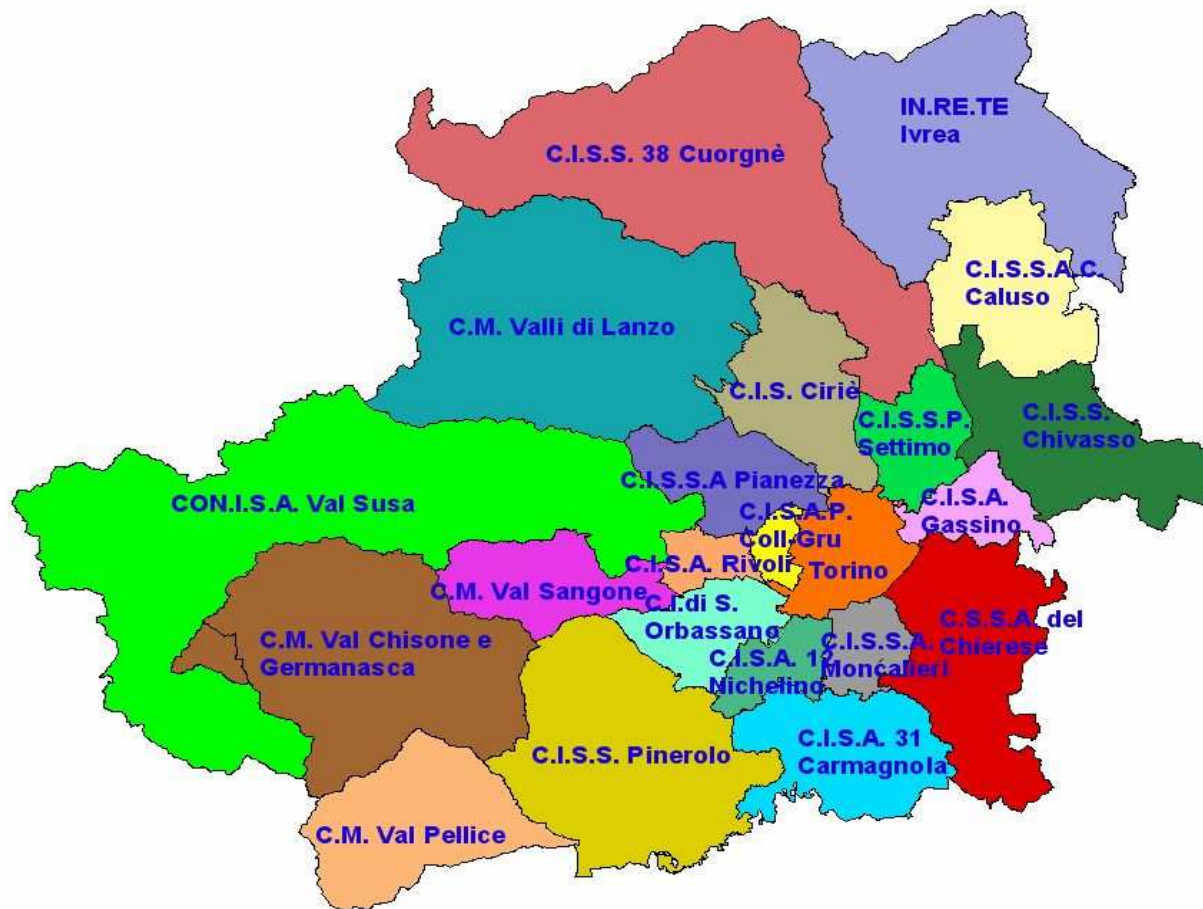 IN.RE.TE
Ivrea
C.I.S.S. 38 Cuorgnè
C.I.S.S.A.C.
Caluso
C.M. Valli di Lanzo
C.I.S. Ciriè
C.I.S.S.P.
Settimo
C.I.S.S.
Chivasso
C.I.S.S.A Pianezza
CON.I.S.A. Val Susa
C.I.S.A.
Gassino
C.I.S.A.P.
Coll-Gru
C.I.S.A. Rivoli
Torino
C.M. Val Sangone
C.I.di S.
Orbassano
C.S.S.A. del
Chierese
C.M. Val Chisone e
Germanasca
C.I.S.S.A.
Moncalieri
C.I.S.A. 12
Nichelino
C.I.S.S. Pinerolo
C.I.S.A. 31
Carmagnola
C.M. Val Pellice